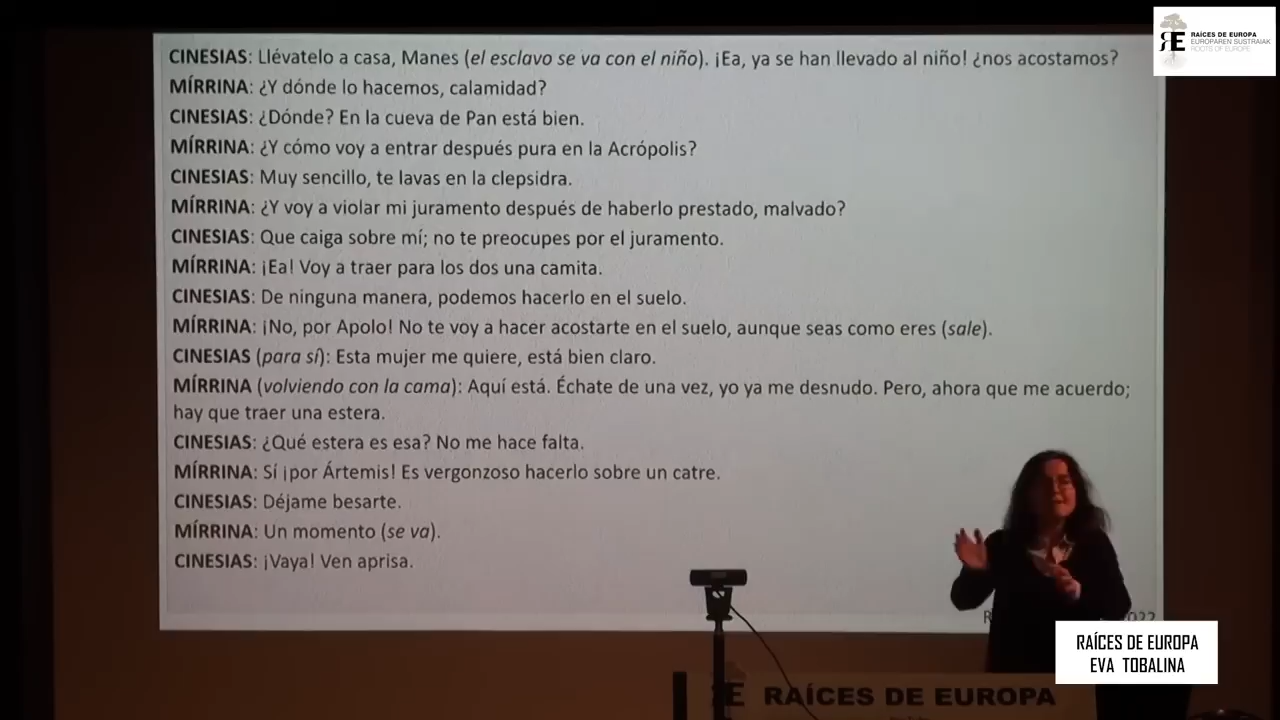 CINESIAS: Llévatelo a casa, Manes (el esclavo se va con el niño). ¡Ea, ya se han llevado al niño! ¿nos acostamos?
MÍRRINA: ¿Y dónde lo hacemos, calamidad?
CINESIAS: ¿Dónde? En la cueva de Pan está bien.
MÍRRINA: ¿Y cómo voy a entrar después pura en la Acrópolis?
CINESIAS: Muy sencillo, te lavas en la clepsidra.
MÍRRINA: ¿Y voy a violar mi juramento después de haberlo prestado, malvado?
CINESIAS: Que caiga sobre mí; no te preocupes por el juramento.
MÍRRINA: ¡Ea! Voy a traer para los dos una camita.
CINESIAS: De ninguna manera, podemos hacerlo en el suelo.
MÍRRINA: ¡No, por Apolo! No te voy a hacer acostarte en el suelo, aunque seas como eres (sale).
CINESIAS (para sí): Esta mujer me quiere, está bien claro.
MÍRRINA (volviendo con la cama): Aquí está. Échate de una vez, yo ya me desnudo. Pero, ahora que me acuerdo;
hay que traer una estera.
CINESIAS: ¿Qué estera es esa? No me hace falta.
MÍRRINA: Sí ¡por Ártemis! Es vergonzoso hacerlo sobre un catre.
CINESIAS: Déjame besarte.
MÍRRINA: Un momento (se va).
CINESIAS: ¡Vaya! Ven aprisa.
RE
RAÍCES DE EUROPA
EUROPAREN SUSTRAIAK
ROOTS OF EUROPE
RAÍCES DE EUROPA
EVA TOBALINA
E RAÍCES DE EUROPA